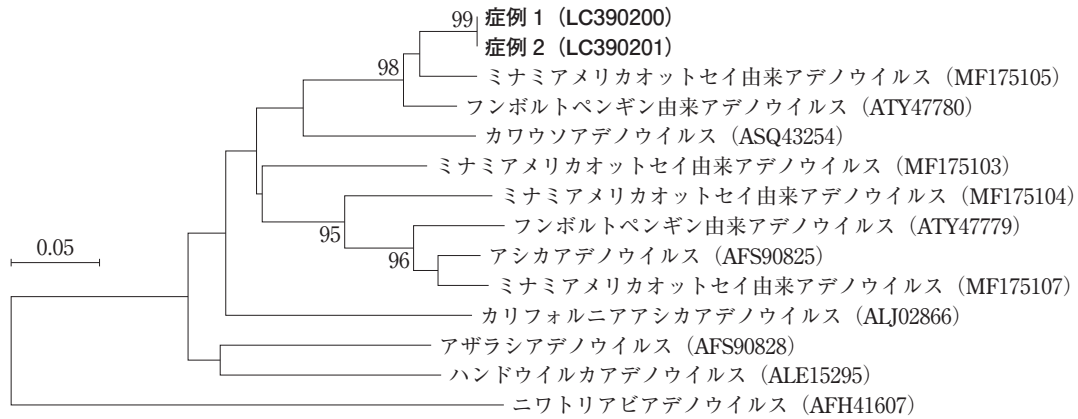 99
症例 1（LC390200）
症例 2（LC390201）
98
ミナミアメリカオットセイ由来アデノウイルス（MF175105）
フンボルトペンギン由来アデノウイルス（ATY47780）
カワウソアデノウイルス（ASQ43254）
ミナミアメリカオットセイ由来アデノウイルス（MF175103）
ミナミアメリカオットセイ由来アデノウイルス（MF175104）
95
フンボルトペンギン由来アデノウイルス（ATY47779）
0.05
96
アシカアデノウイルス（AFS90825）
ミナミアメリカオットセイ由来アデノウイルス（MF175107）
カリフォルニアアシカアデノウイルス（ALJ02866）
アザラシアデノウイルス（AFS90828）
ハンドウイルカアデノウイルス（ALE15295）
ニワトリアビアデノウイルス（AFH41607）